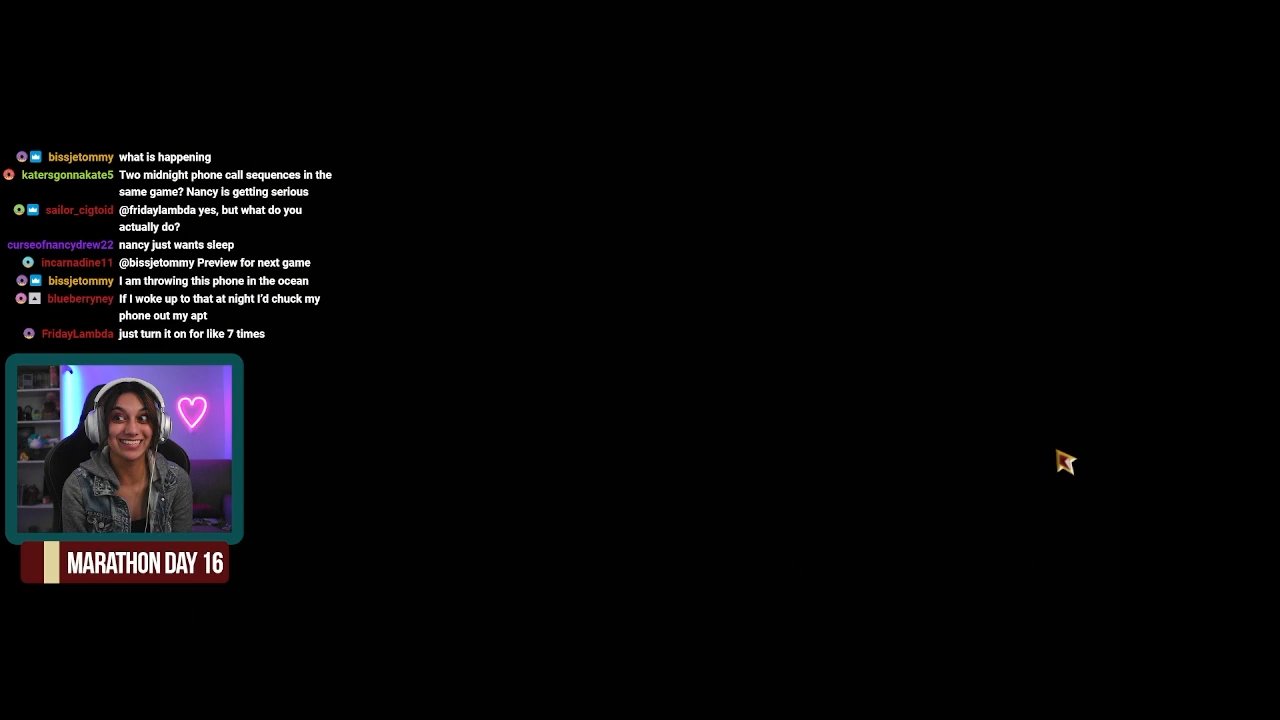 bissjetommy what is happening
katersgonnakate5 Two midnight phone call sequences in the
same game? Nancy is getting serious
sailor_cigtoid @fridaylambda yes, but what do you
actually do?
curseofnancydrew22 nancy just wants sleep
incarnadine11 @bissjetommy Preview for next game
bissjetommy I am throwing this phone in the ocean
blueberryney If I woke up to that at night I'd chuck my
phone out my apt
FridayLambda just turn it on for like 7 times
MARATHON DAY 16